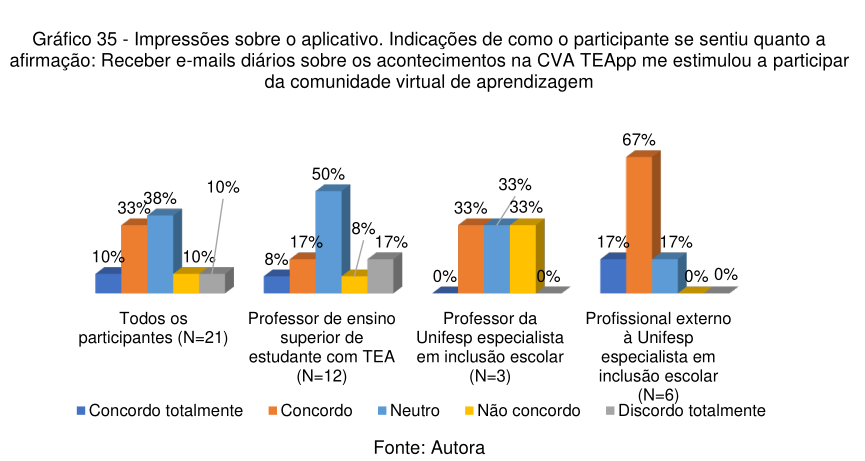 Gráfico 35 - Impressões sobre o aplicativo. Indicações de como o participante se sentiu quanto a
afirmação: Receber e-mails diários sobre os acontecimentos na CVA TEApp me estimulou a participar
da comunidade virtual de aprendizagem
10%
33%
38%
10%
10%
8%
17%
50%
8%
17%
0%
33%
33%
33%
0%
17%
67%
17%
0%
0%
Todos os
participantes (N=21)
Professor de ensino
superior de
estudante com TEA
(N=12)
Professor da
Unifesp especialista
em inclusão escolar
(N=3)
Profissional externo
à Unifesp
especialista em
inclusão escolar
(N=6)
Concordo totalmente
Concordo
Neutro
Não concordo
Discordo totalmente
Fonte: Autora